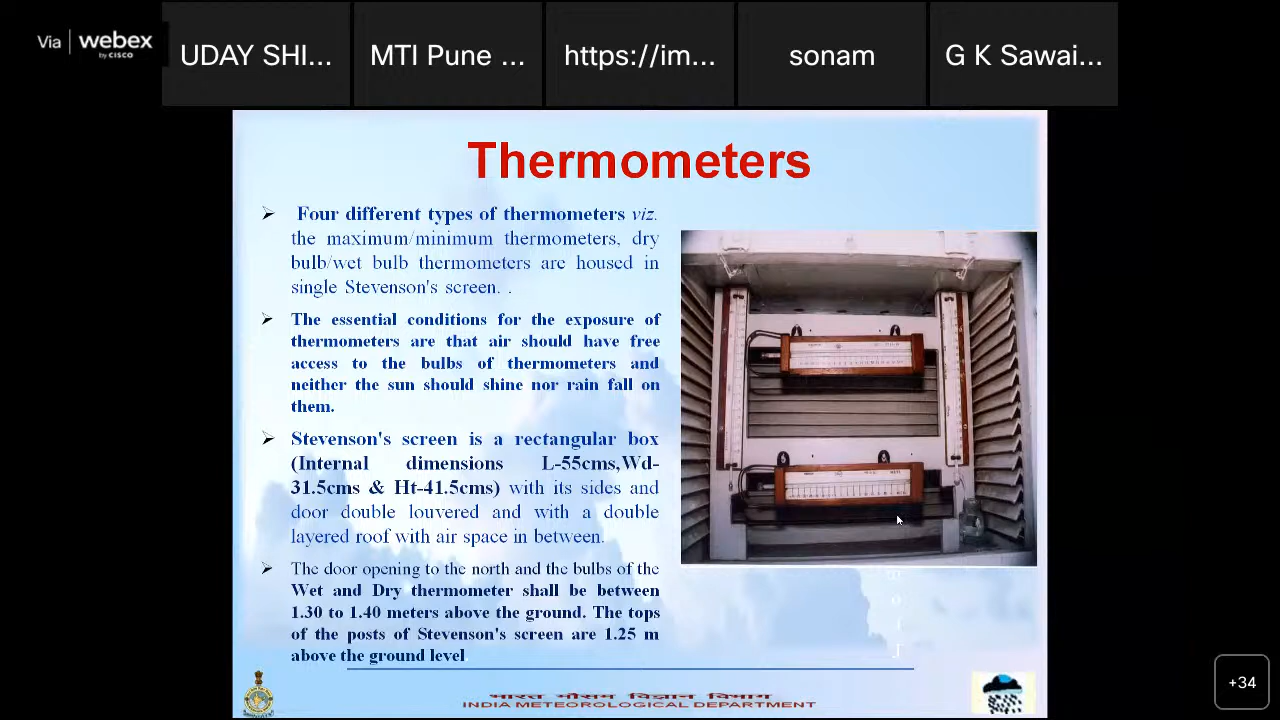 Via webex
by CISCO
UDAY SHI...
MTI Pune ...
https://im...
sonam
G K Sawai...
Thermometers
➢ Four different types of thermometers viz.
the maximum/minimum thermometers, dry
bulb/wet bulb thermometers are housed in
single Stevenson's screen. .
➢ The essential conditions for the exposure of
thermometers are that air should have free
access to the bulbs of thermometers and
neither the sun should shine nor rain fall on
them.
➢ Stevenson's screen is a rectangular box
(Internal dimensions L-55cms,Wd-
31.5cms & Ht-41.5cms) with its sides and
door double louvered and with a double
layered roof with air space in between.
➢ The door opening to the north and the bulbs of the
Wet and Dry thermometer shall be between
1.30 to 1.40 meters above the ground. The tops
of the posts of Stevenson's screen are 1.25 m
above the ground level
भारत मौसम विज्ञान विभाग
INDIA METEOROLOGICAL DEPARTMENT
+34